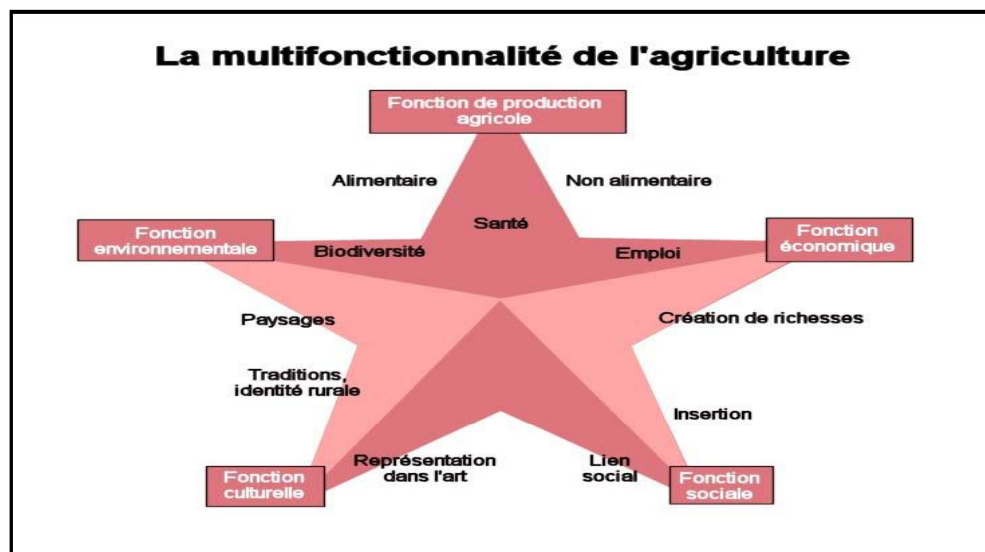 La multifonctionnalité de l'agriculture
Fonction de production
agricole
Alimentaire
Non alimentaire
Santé
Fonction
environnementale
Biodiversité
Emploi
Fonction
économique
Paysages
Création de richesses
Traditions,
identité rurale
Insertion
Fonction
culturelle
Représentation
dans l'art
Lien
social
Fonction
sociale